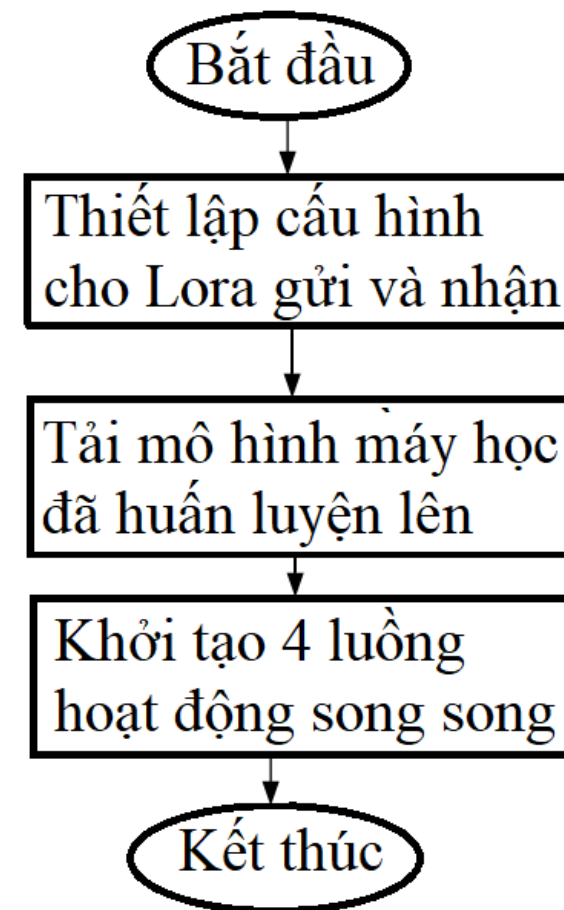 Bắt đầu
Thiết lập cấu hình
cho Lora gửi và nhận
Tải mô hình máy học
đã huấn luyện lên
Khởi tạo 4 luồng
hoạt động song song
Kết thúc